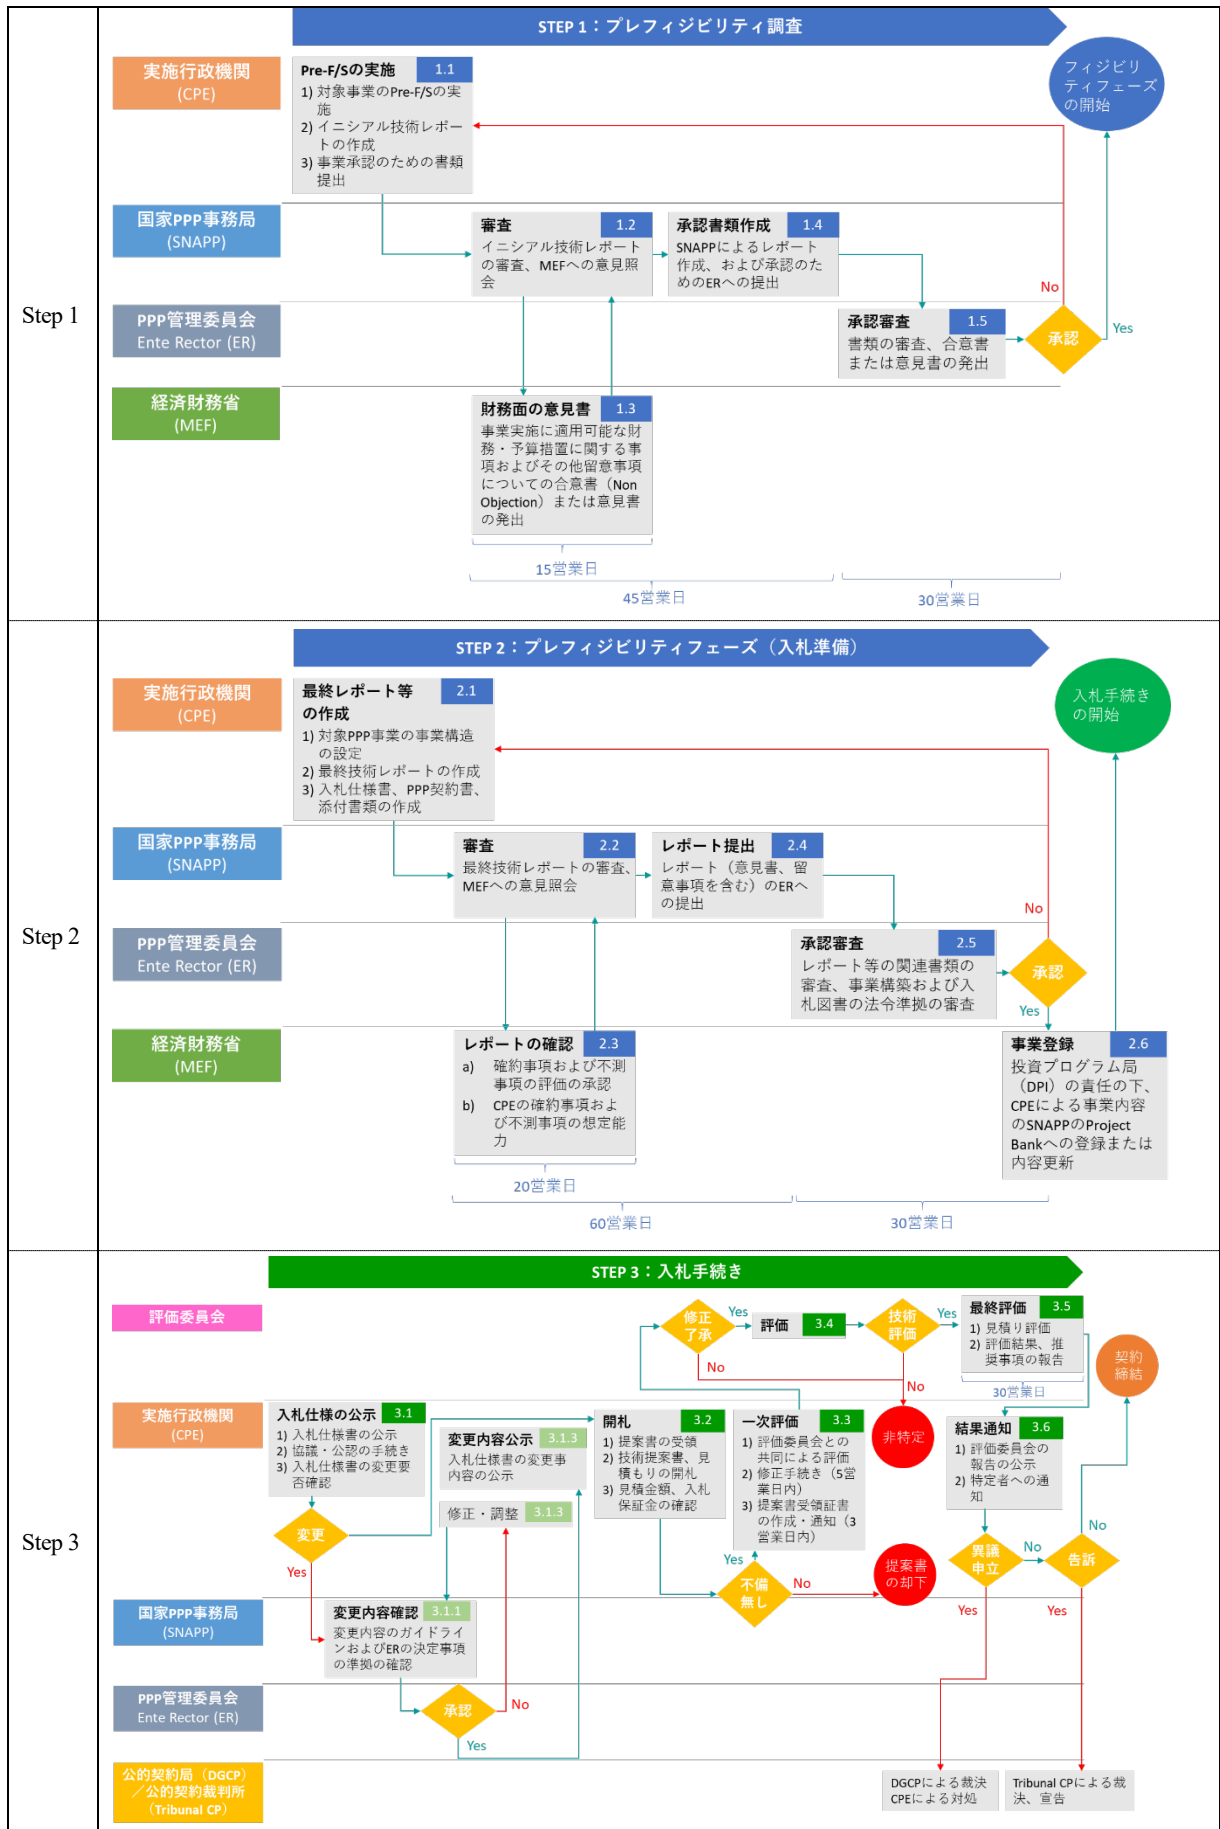 Step 1
STEP 1：プレフィジビリティ調査
実施行政機関
(CPE)
Pre-F/Sの実施
1.1
1) 対象事業のPre-F/Sの実
施
2) イニシアル技術レポー
トの作成
3) 事業承認のための書類
提出
フィジビリ
ティフェーズ
の開始
国家PPP事務局
(SNAPP)
審査
1.2
イニシアル技術レポート
の審査、MEFへの意見照
会
承認書類作成
1.4
SNAPPによるレポート
作成、および承認のた
めのERへの提出
No
PPP管理委員会
Ente Rector (ER)
承認審査
1.5
書類の審査、合意書
または意見書の発出
承認
Yes
経済財務省
(MEF)
財務面の意見書
1.3
事業実施に適用可能な財
務・予算措置に関する事
項およびその他留意事項
についての合意書（Non
Objection）または意見書
の発出
15営業日
45営業日
30営業日
Step 2
STEP 2：プレフィジビリティフェーズ（入札準備）
実施行政機関
(CPE)
最終レポート等
の作成
2.1
1) 対象PPP事業の事業構造
の設定
2) 最終技術レポートの作成
3) 入札仕様書、PPP契約書、
添付書類の作成
入札手続き
の開始
国家PPP事務局
(SNAPP)
審査
2.2
最終技術レポートの審査、
MEFへの意見照会
レポート提出
2.4
レポート（意見書、留
意事項を含む）のERへ
の提出
No
PPP管理委員会
Ente Rector (ER)
承認審査
2.5
レポート等の関連書類の
審査、事業構築および入
札図書の法令準拠の審査
承認
Yes
経済財務省
(MEF)
レポートの確認
2.3
a) 確約事項および不測
事項の評価の承認
b) CPEの確約事項およ
び不測事項の想定能
力
事業登録
2.6
投資プログラム局
（DPI）の責任の下、
CPEによる事業内容
のSNAPPのProject
Bankへの登録または
内容更新
20営業日
60営業日
30営業日
Step 3
STEP 3：入札手続き
評価委員会
修正
了承
Yes
No
評価
3.4
技術
評価
Yes
No
最終評価
3.5
1) 見積り評価
2) 評価結果、推
奨事項の報告
30営業日
契約
締結
実施行政機関
(CPE)
入札仕様の公示
3.1
1) 入札仕様書の公示
2) 協議・公認の手続き
3) 入札仕様書の変更要
否確認
変更
Yes
変更内容公示
3.1.3
入札仕様書の変更事
内容の公示
修正・調整
3.1.3
開札
3.2
1) 提案書の受領
2) 技術提案書、見
積もりの開札
3) 見積金額、入札
保証金の確認
一次評価
3.3
1) 評価委員会との
共同による評価
2) 修正手続き（5営
業日内）
3) 提案書受領証書
の作成・通知（3
営業日内）
非特定
結果通知
3.6
1) 評価委員会の
報告の公示
2) 特定者への通
知
Yes
不備
無し
No
提案書
の却下
異議
申立
No
告訴
No
Yes
Yes
国家PPP事務局
(SNAPP)
変更内容確認
3.1.1
変更内容のガイドライ
ンおよびERの決定事項
の準拠の確認
PPP管理委員会
Ente Rector (ER)
承認
No
Yes
公的契約局（DGCP）
／公的契約裁判所
（Tribunal CP）
DGCPによる裁決
CPEによる対処
Tribunal CPによる裁
決、宣告